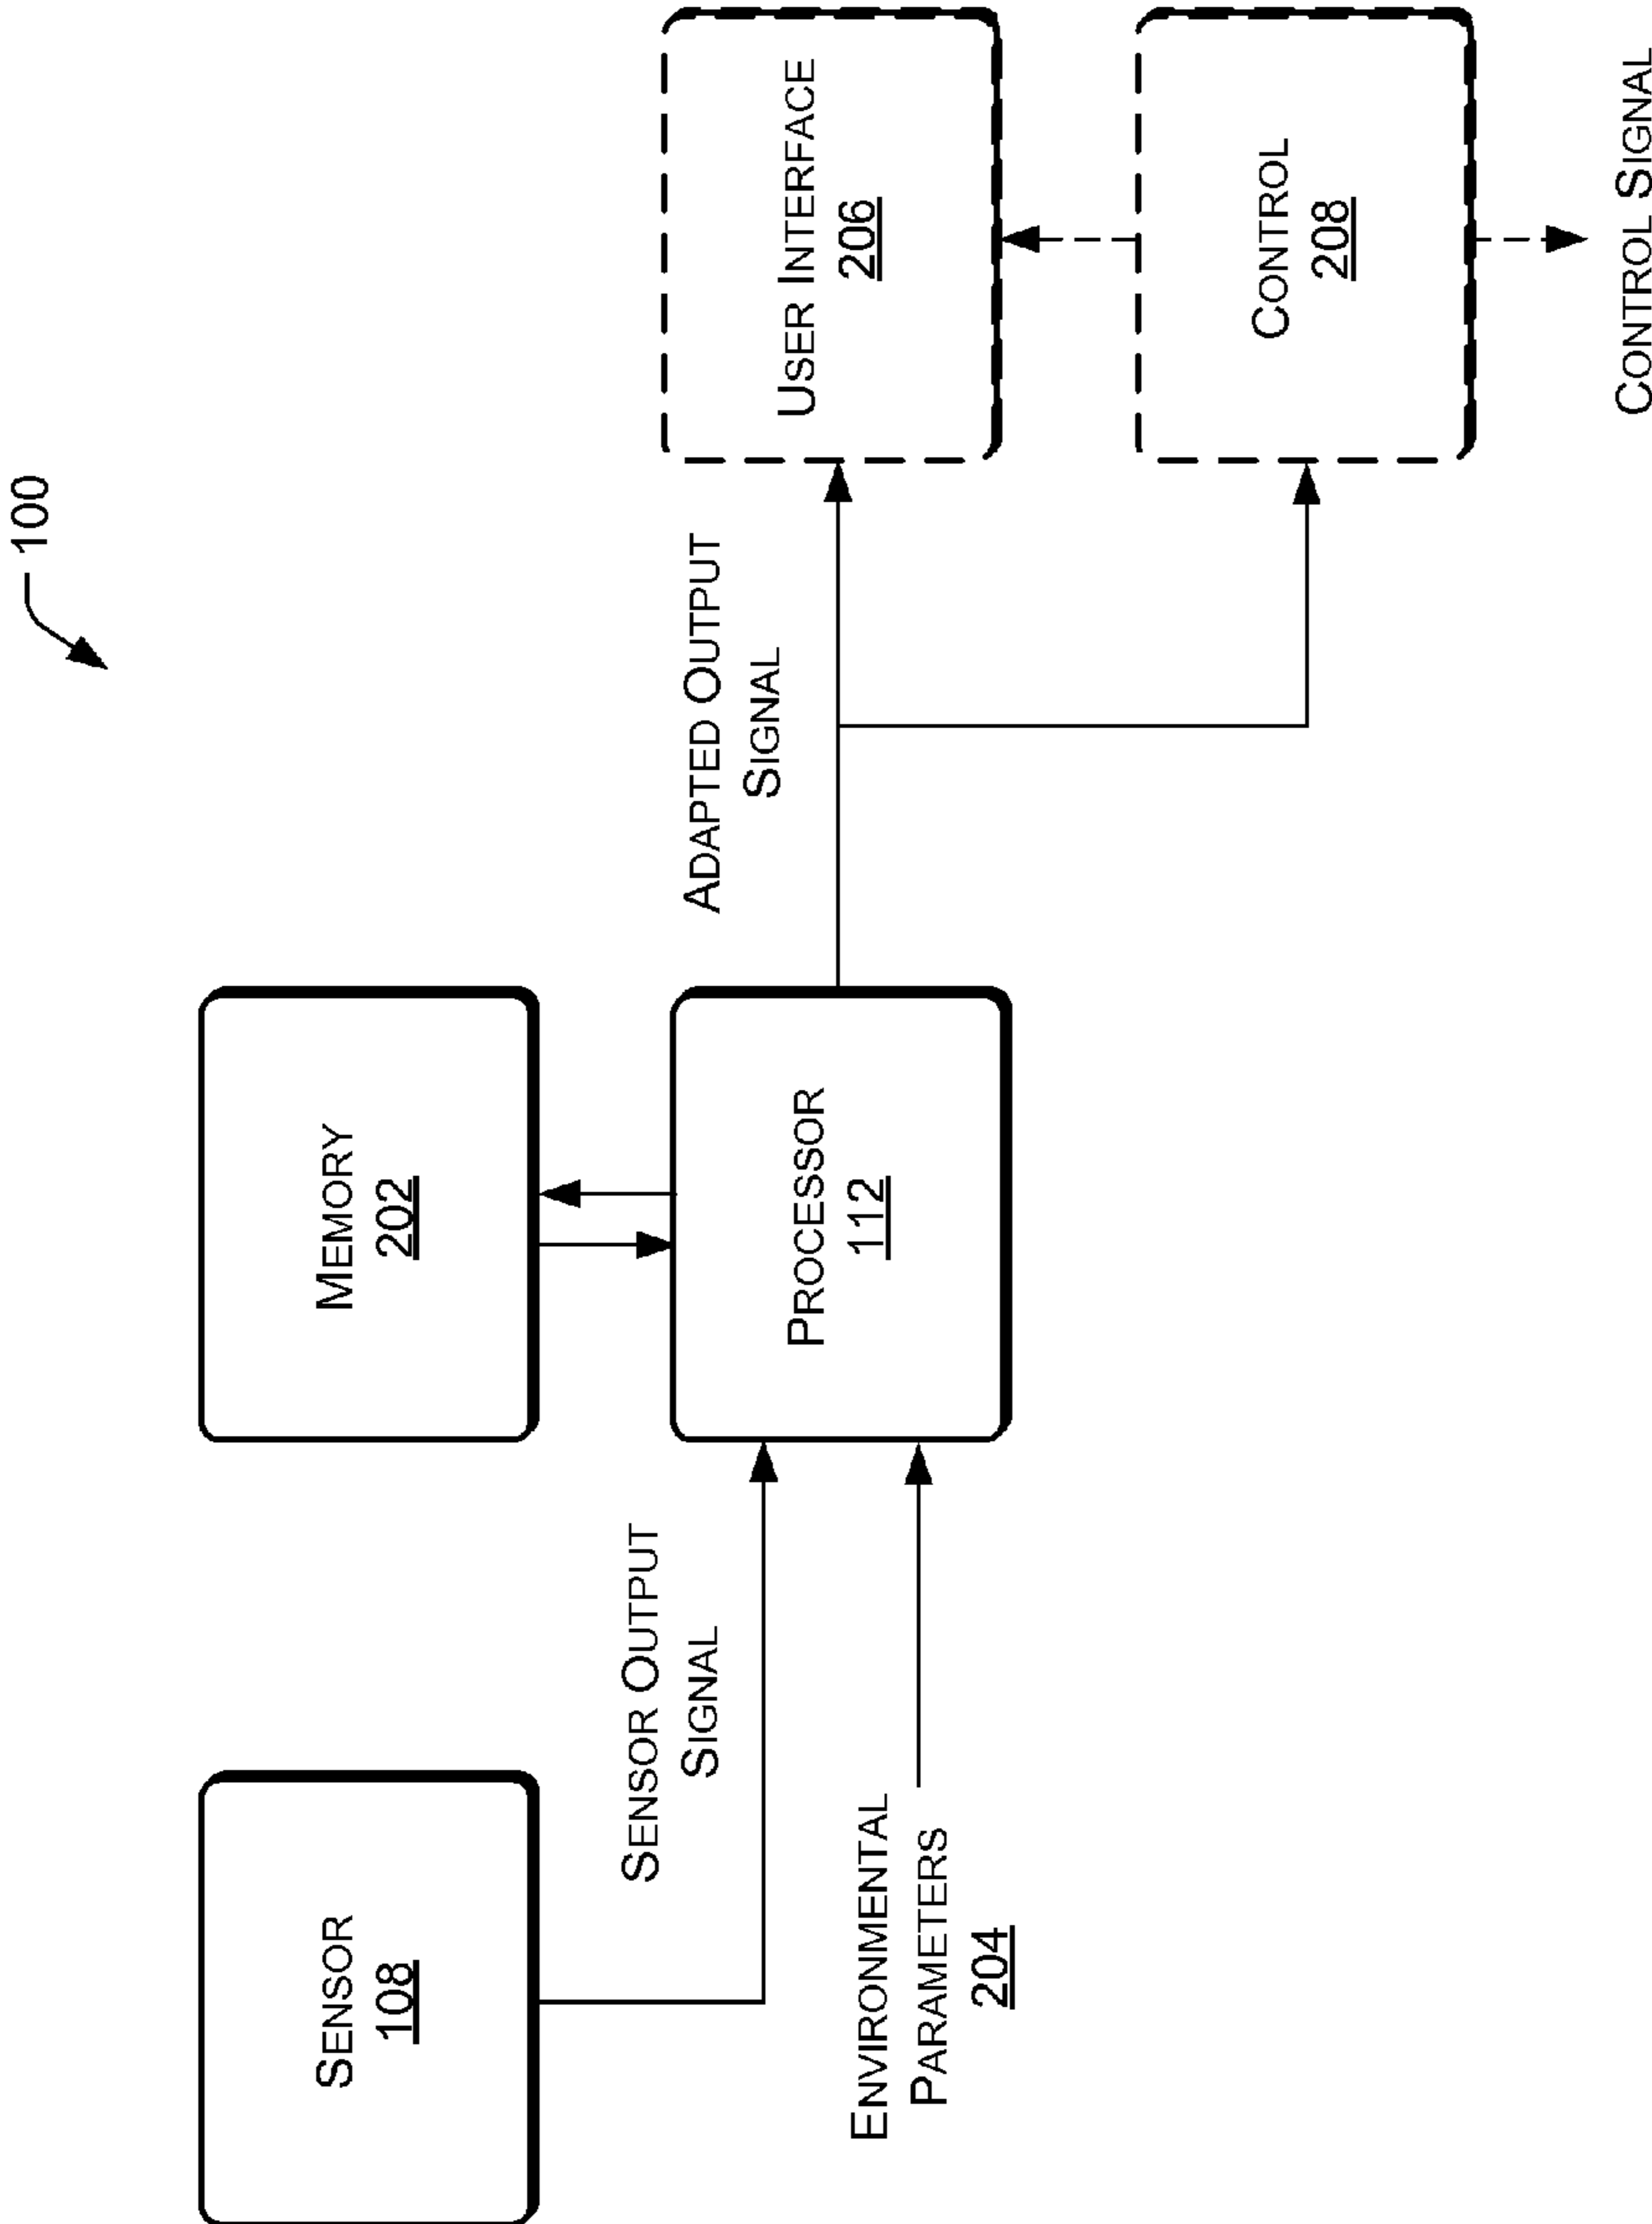 100
SENSOR
108
MEMORY
202
SENSOR OUTPUT
SIGNAL
ENVIRONMENTAL
PARAMETERS
204
PROCESSOR
112
ADAPTED OUTPUT
SIGNAL
USER INTERFACE
206
CONTROL
208
CONTROL SIGNAL